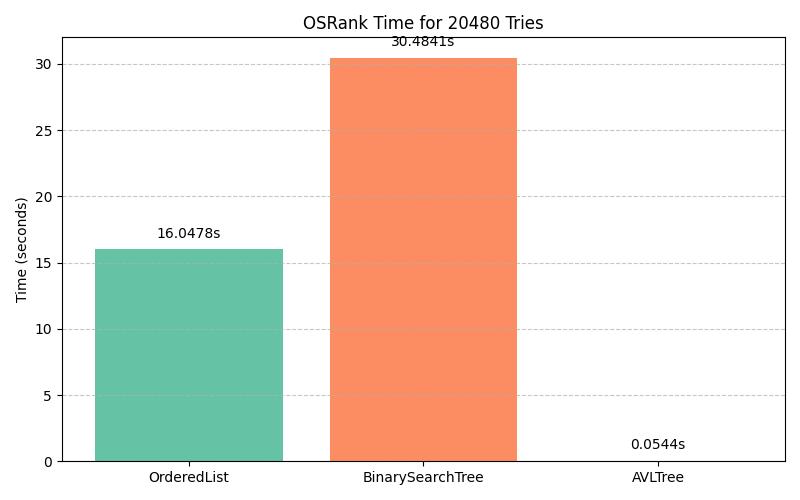 OSRank Time for 20480 Tries
30.4841s
30
25
20
16.0478s
15
10
5
0.0544s
0
Time (seconds)
OrderedList
BinarySearchTree
AVLTree